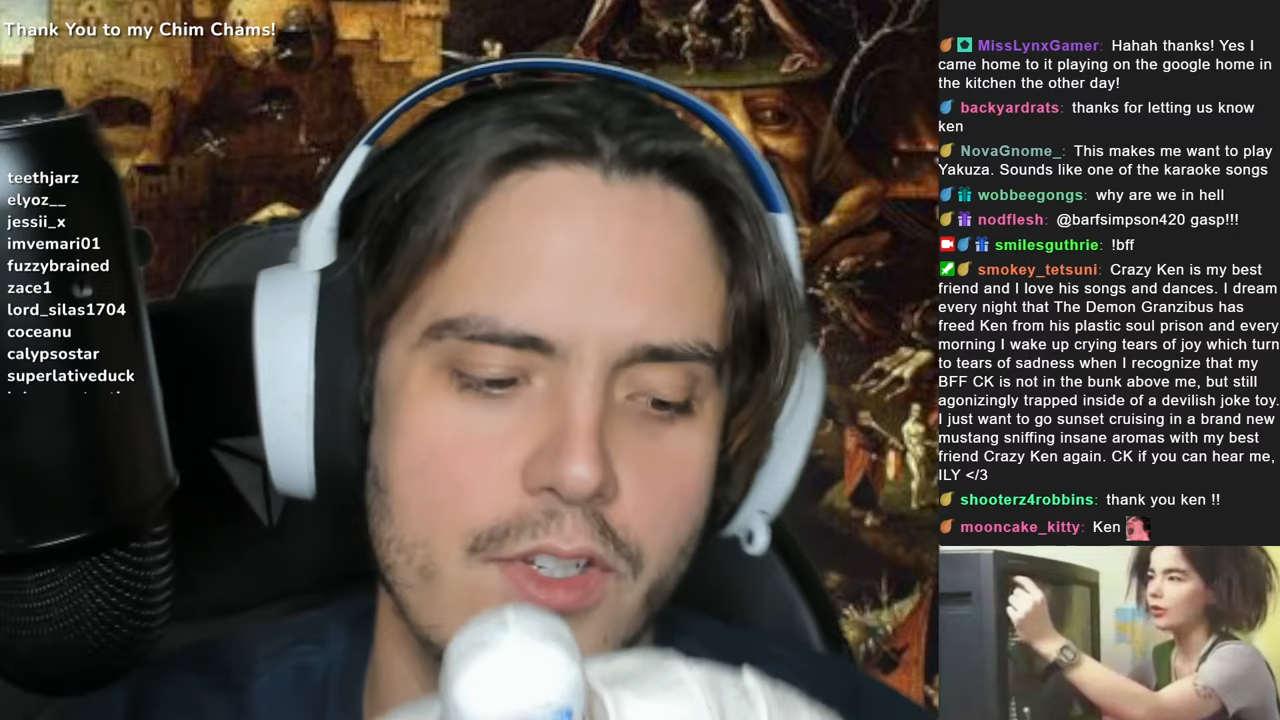 Thank You to my Chim Chams!
teethjarz
elyoz__
jessii_x
imvemari01
fuzzybrained
zace1
lord_silas1704
coceanu
calypsostar
superlativeduck
MissLynxGamer: Hahah thanks! Yes I
came home to it playing on the google home in
the kitchen the other day!
backyardrats: thanks for letting us know
ken
NovaGnome_: This makes me want to play
Yakuza. Sounds like one of the karaoke songs
wobbeegongs: why are we in hell
nodflesh: @barfsimpson420 gasp!!!
smilesguthrie: !bff
smokey_tetsuni: Crazy Ken is my best
friend and I love his songs and dances. I dream
every night that The Demon Granzibus has
freed Ken from his plastic soul prison and every
morning I wake up crying tears of joy which turn
to tears of sadness when I recognize that my
BFF CK is not in the bunk above me, but still
agonizingly trapped inside of a devilish joke toy.
I just want to go sunset cruising in a brand new
mustang sniffing insane aromas with my best
friend Crazy Ken again. CK if you can hear me,
ILY </3
shooterz4robbins: thank you ken !!
mooncake_kitty: Ken